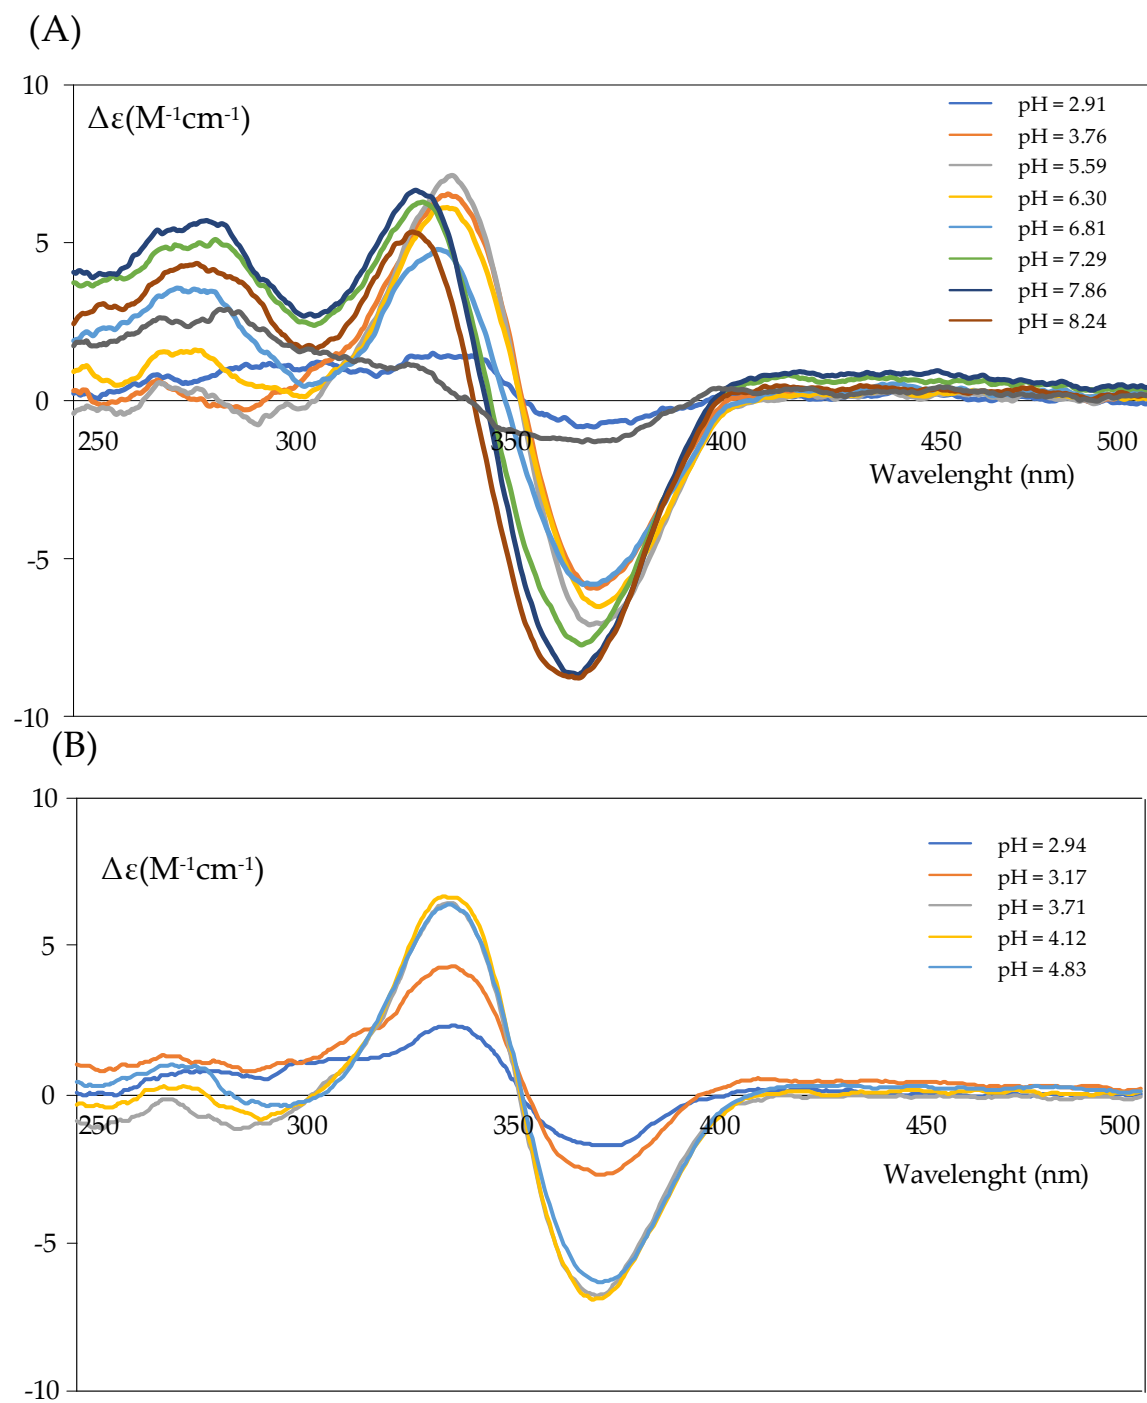 (A)
10
Δε(M-1cm-1)
pH = 2.91
pH = 3.76
pH = 5.59
pH = 6.30
pH = 6.81
pH = 7.29
pH = 7.86
pH = 8.24
5
0
250 300 350 400 450 500
Wavelenght (nm)
-5
-10
(B)
10
Δε(M-1cm-1)
pH = 2.94
pH = 3.17
pH = 3.71
pH = 4.12
pH = 4.83
5
0
250 300 350 400 450 500
Wavelenght (nm)
-5
-10